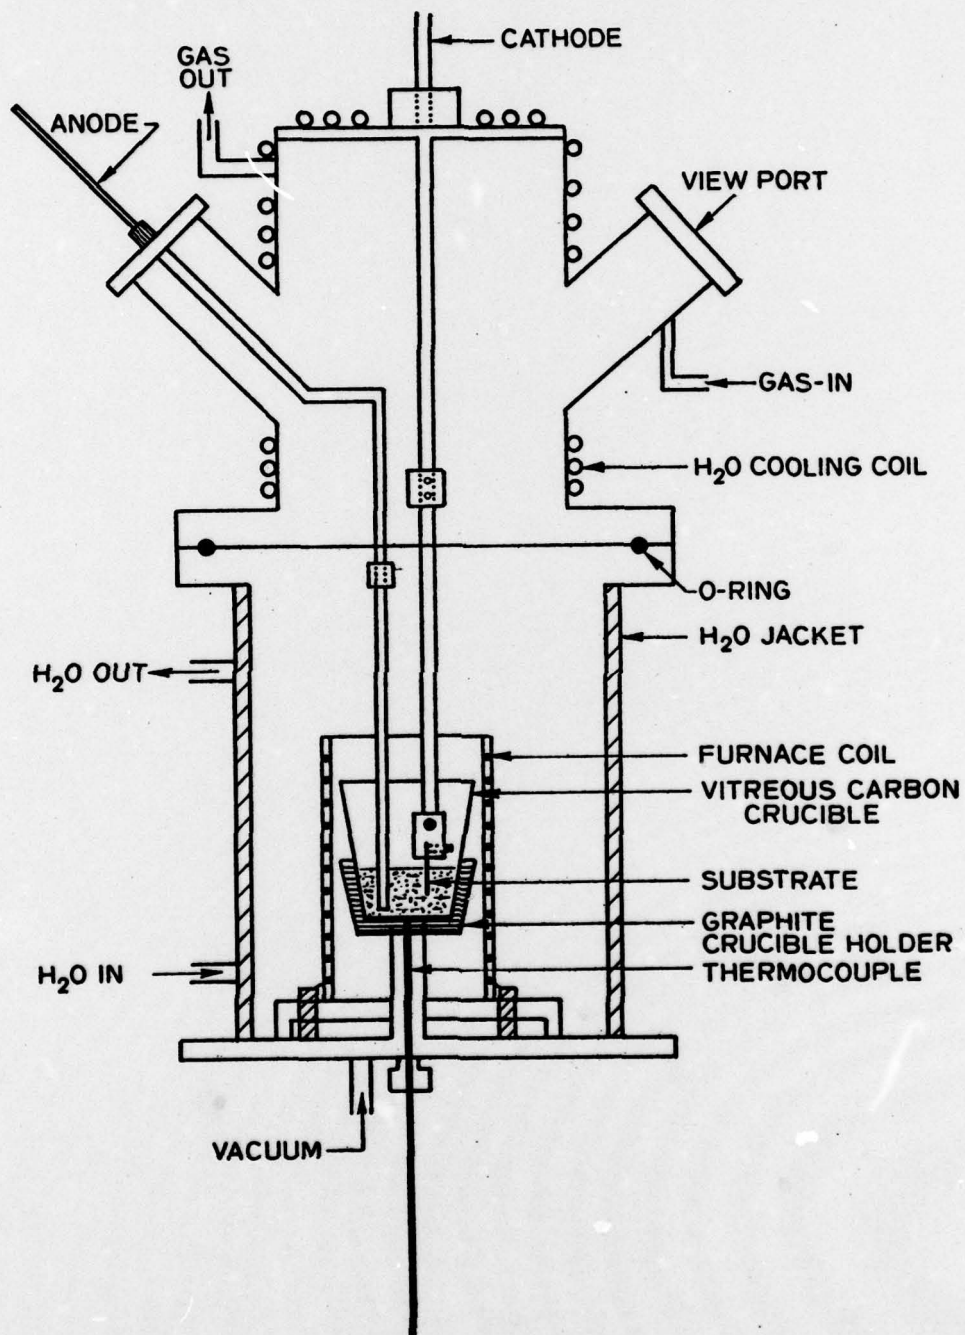 CATHODE
GAS
OUT
ANODE
VIEW PORT
GAS-IN
H₂O COOLING COIL
O-RING
H₂O JACKET
H₂O OUT
FURNACE COIL
VITREOUS CARBON
CRUCIBLE
SUBSTRATE
GRAPHITE
CRUCIBLE HOLDER
H₂O IN
THERMOCOUPLE
VACUUM